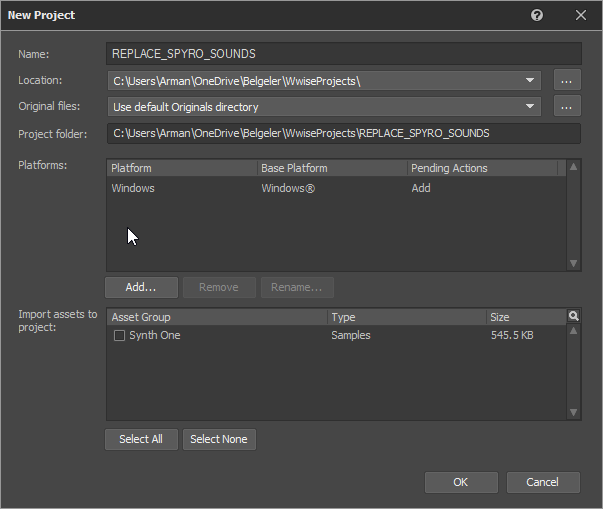 New Project
Name: REPLACE_SPYRO_SOUNDS
Location: C:\Users\Arman\OneDrive\Belgeler\WwiseProjects\ ...
Original files: Use default Originals directory ...
Project folder: C:\Users\Arman\OneDrive\Belgeler\WwiseProjects\REPLACE_SPYRO_SOUNDS
Platforms: Platform Base Platform Pending Actions
Windows Windows® Add
Add... Remove Rename...
Import assets to
project:
Asset Group Type Size
Synth One Samples 545.5 KB
Select All Select None
OK Cancel